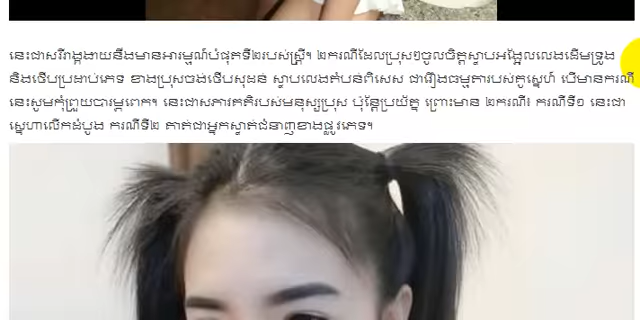 នេះជាសរីរាង្គងាយនឹងមានអារម្មណ៍បំផុតទី២របស់ស្ត្រី។ ២ករណីដែលប្រុសៗចូលចិត្តស្ទាបអង្អែលលេងដើមទ្រូង
និងថើបប្រដាប់ភេទ ខាងប្រុសចង់ថើបសុដន់ ស្ទាបលេងតំបន់ពិសេស ជារឿងធម្មតារបស់គូស្នេហ៍ បើមានករណី
នេះសូមកុំព្រួយបារម្ភពេក។ នេះជាសភាវគតិរបស់មនុស្សប្រុស ប៉ុន្តែប្រយ័ត្ន ព្រោះមាន ២ករណី៖ ករណីទី១ នេះជា
ស្នេហាលើកដំបូង ករណីទី២ គាត់ជាអ្នកស្ទាត់ជំនាញខាងផ្លូវភេទ។